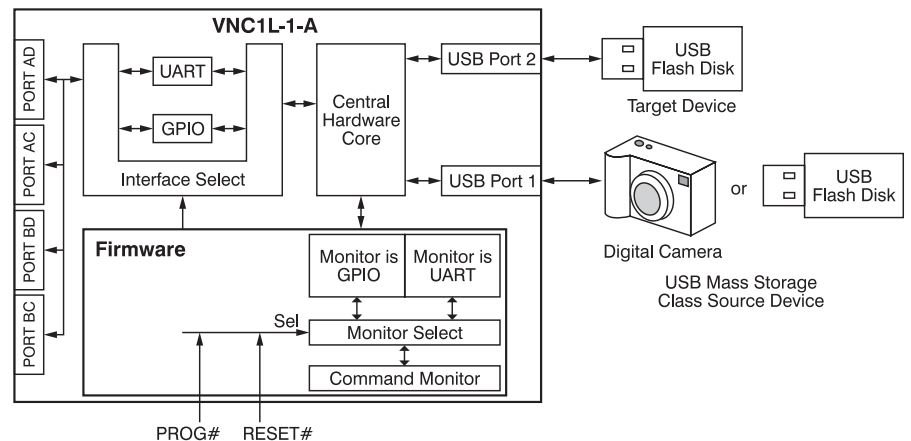 VNC1L-1-A
PORT AD
PORT AC
PORT BD
PORT BC
UART
GPIO
Interface Select
Central
Hardware
Core
USB Port 2
USB Port 1
USB
Flash Disk
Target Device
Digital Camera
or
USB
Flash Disk
USB Mass Storage
Class Source Device
Firmware
Monitor is
GPIO
Monitor is
UART
Sel
Monitor Select
Command Monitor
PROG#
RESET#